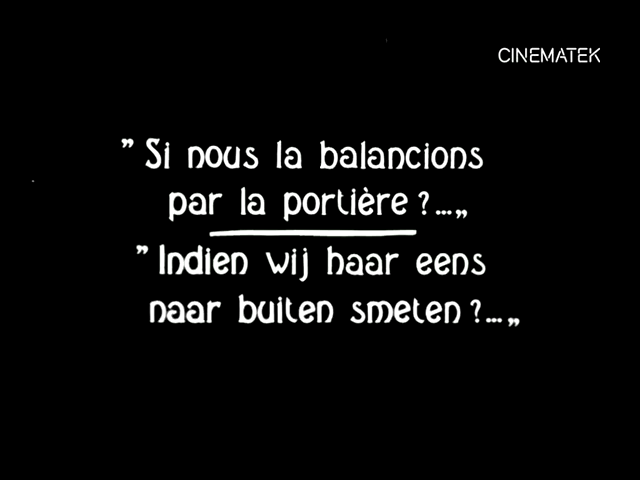 CINEMATEK
” Si nous la balancions
par la portière ?...„
” Indien wij haar eens
naar buiten smeten ?...„